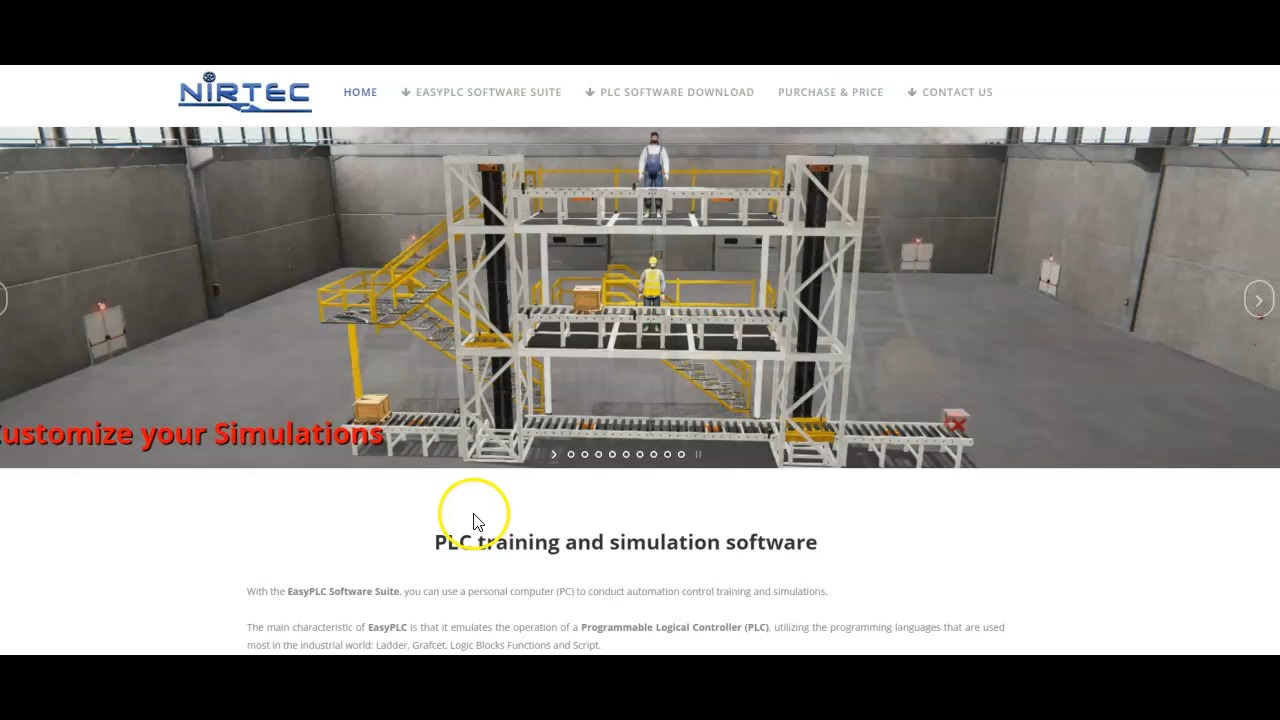 NIRTEC
HOME
EASYPLC SOFTWARE SUITE
PLC SOFTWARE DOWNLOAD
PURCHASE & PRICE
CONTACT US
ustomize your Simulations
PLC training and simulation software
With the EasyPLC Software Suite, you can use a personal computer (PC) to conduct automation control training and simulations.
The main characteristic of EasyPLC is that it emulates the operation of a Programmable Logical Controller (PLC), utilizing the programming languages that are used
most in the industrial world: Ladder, Grafcet, Logic Blocks Functions and Script.